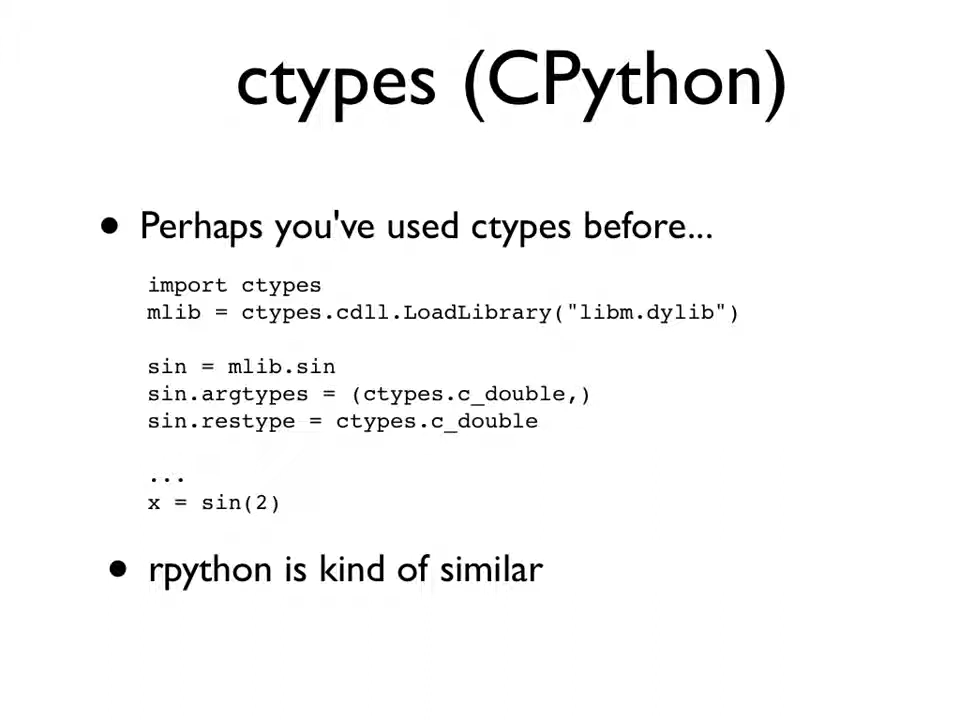 ctypes (CPython)
• Perhaps you've used ctypes before...
import ctypes
mlib = ctypes.cdll.LoadLibrary("libm.dylib")
sin = mlib.sin
sin.argtypes = (ctypes.c_double,)
sin.restype = ctypes.c_double
...
x = sin(2)
• rpython is kind of similar